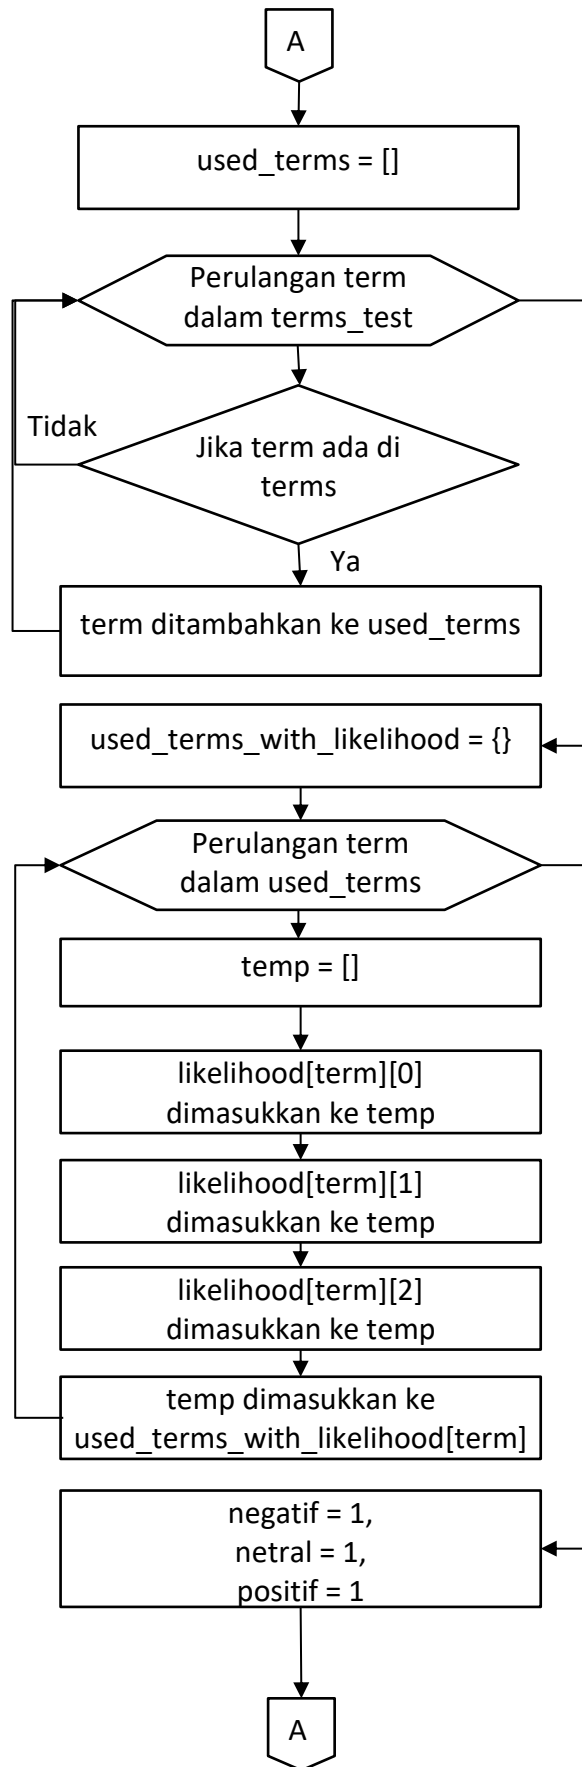 A
used_terms = []
Perulangan term
dalam terms_test
Tidak
Jika term ada di
terms
Ya
term ditambahkan ke used_terms
used_terms_with_likelihood = {}
Perulangan term
dalam used_terms
temp = []
likelihood[term][0]
dimasukkan ke temp
likelihood[term][1]
dimasukkan ke temp
likelihood[term][2]
dimasukkan ke temp
temp dimasukkan ke
used_terms_with_likelihood[term]
negatif = 1,
netral = 1,
positif = 1
A